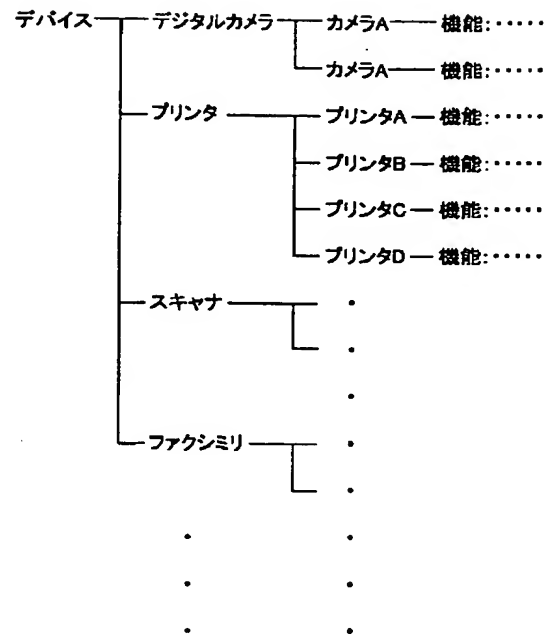 デバイス デジタルカメラ カメラA 機能:・・・・・
カメラA 機能:・・・・・
プリンタ プリンタA 機能:・・・・・
プリンタB 機能:・・・・・
プリンタC 機能:・・・・・
プリンタD 機能:・・・・・
スキャナ ・
・
・
ファクシミリ ・
・
・ ・
・ ・
・ ・